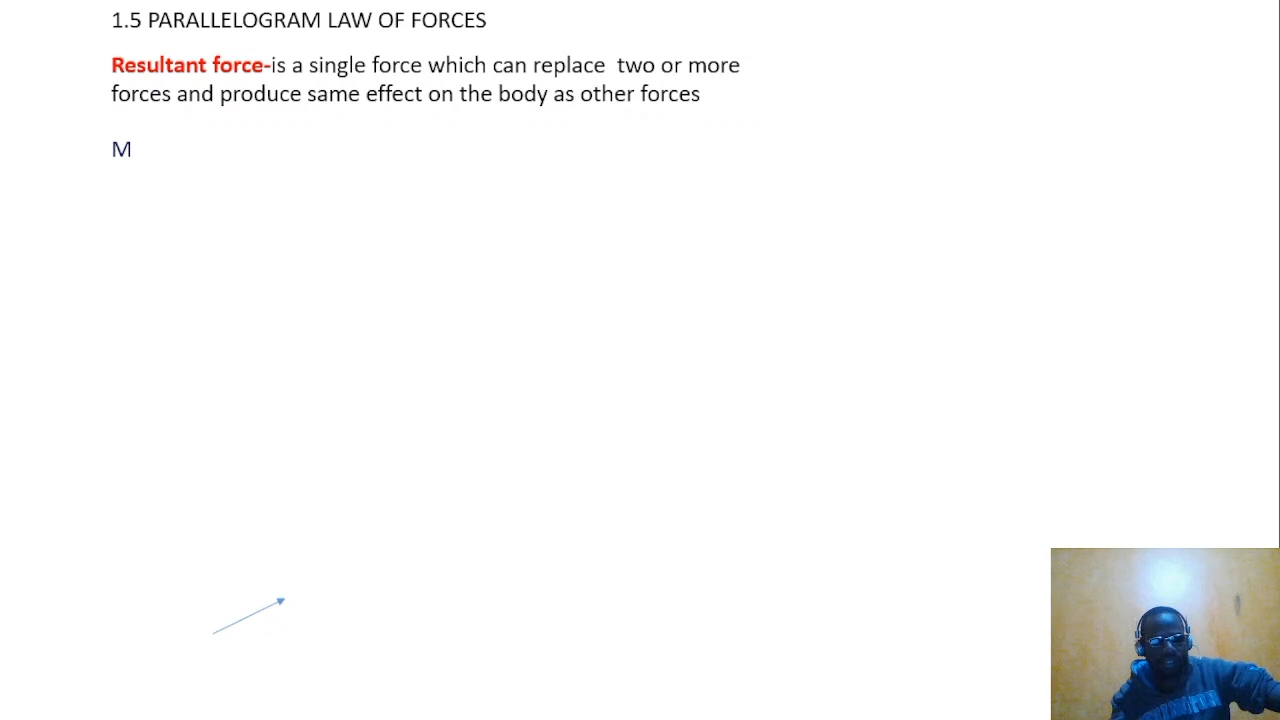 1.5 PARALLELOGRAM LAW OF FORCES
Resultant force-is a single force which can replace two or more
forces and produce same effect on the body as other forces
M